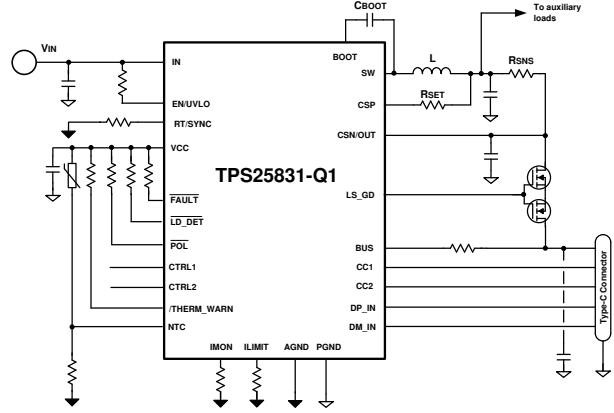 CBOOT
To auxiliary
loads
VIN
IN
BOOT
SW
L
RSNS
EN/UVLO
CSP
RSET
RT/SYNC
CSN/OUT
VCC
TPS25831-Q1
FAULT
LS_GD
LD_DET
POL
BUS
CTRL1
CC1
CTRL2
CC2
/THERM_WARN
DP_IN
NTC
DM_IN
Type-C Connector
IMON
ILIMIT
AGND
PGND